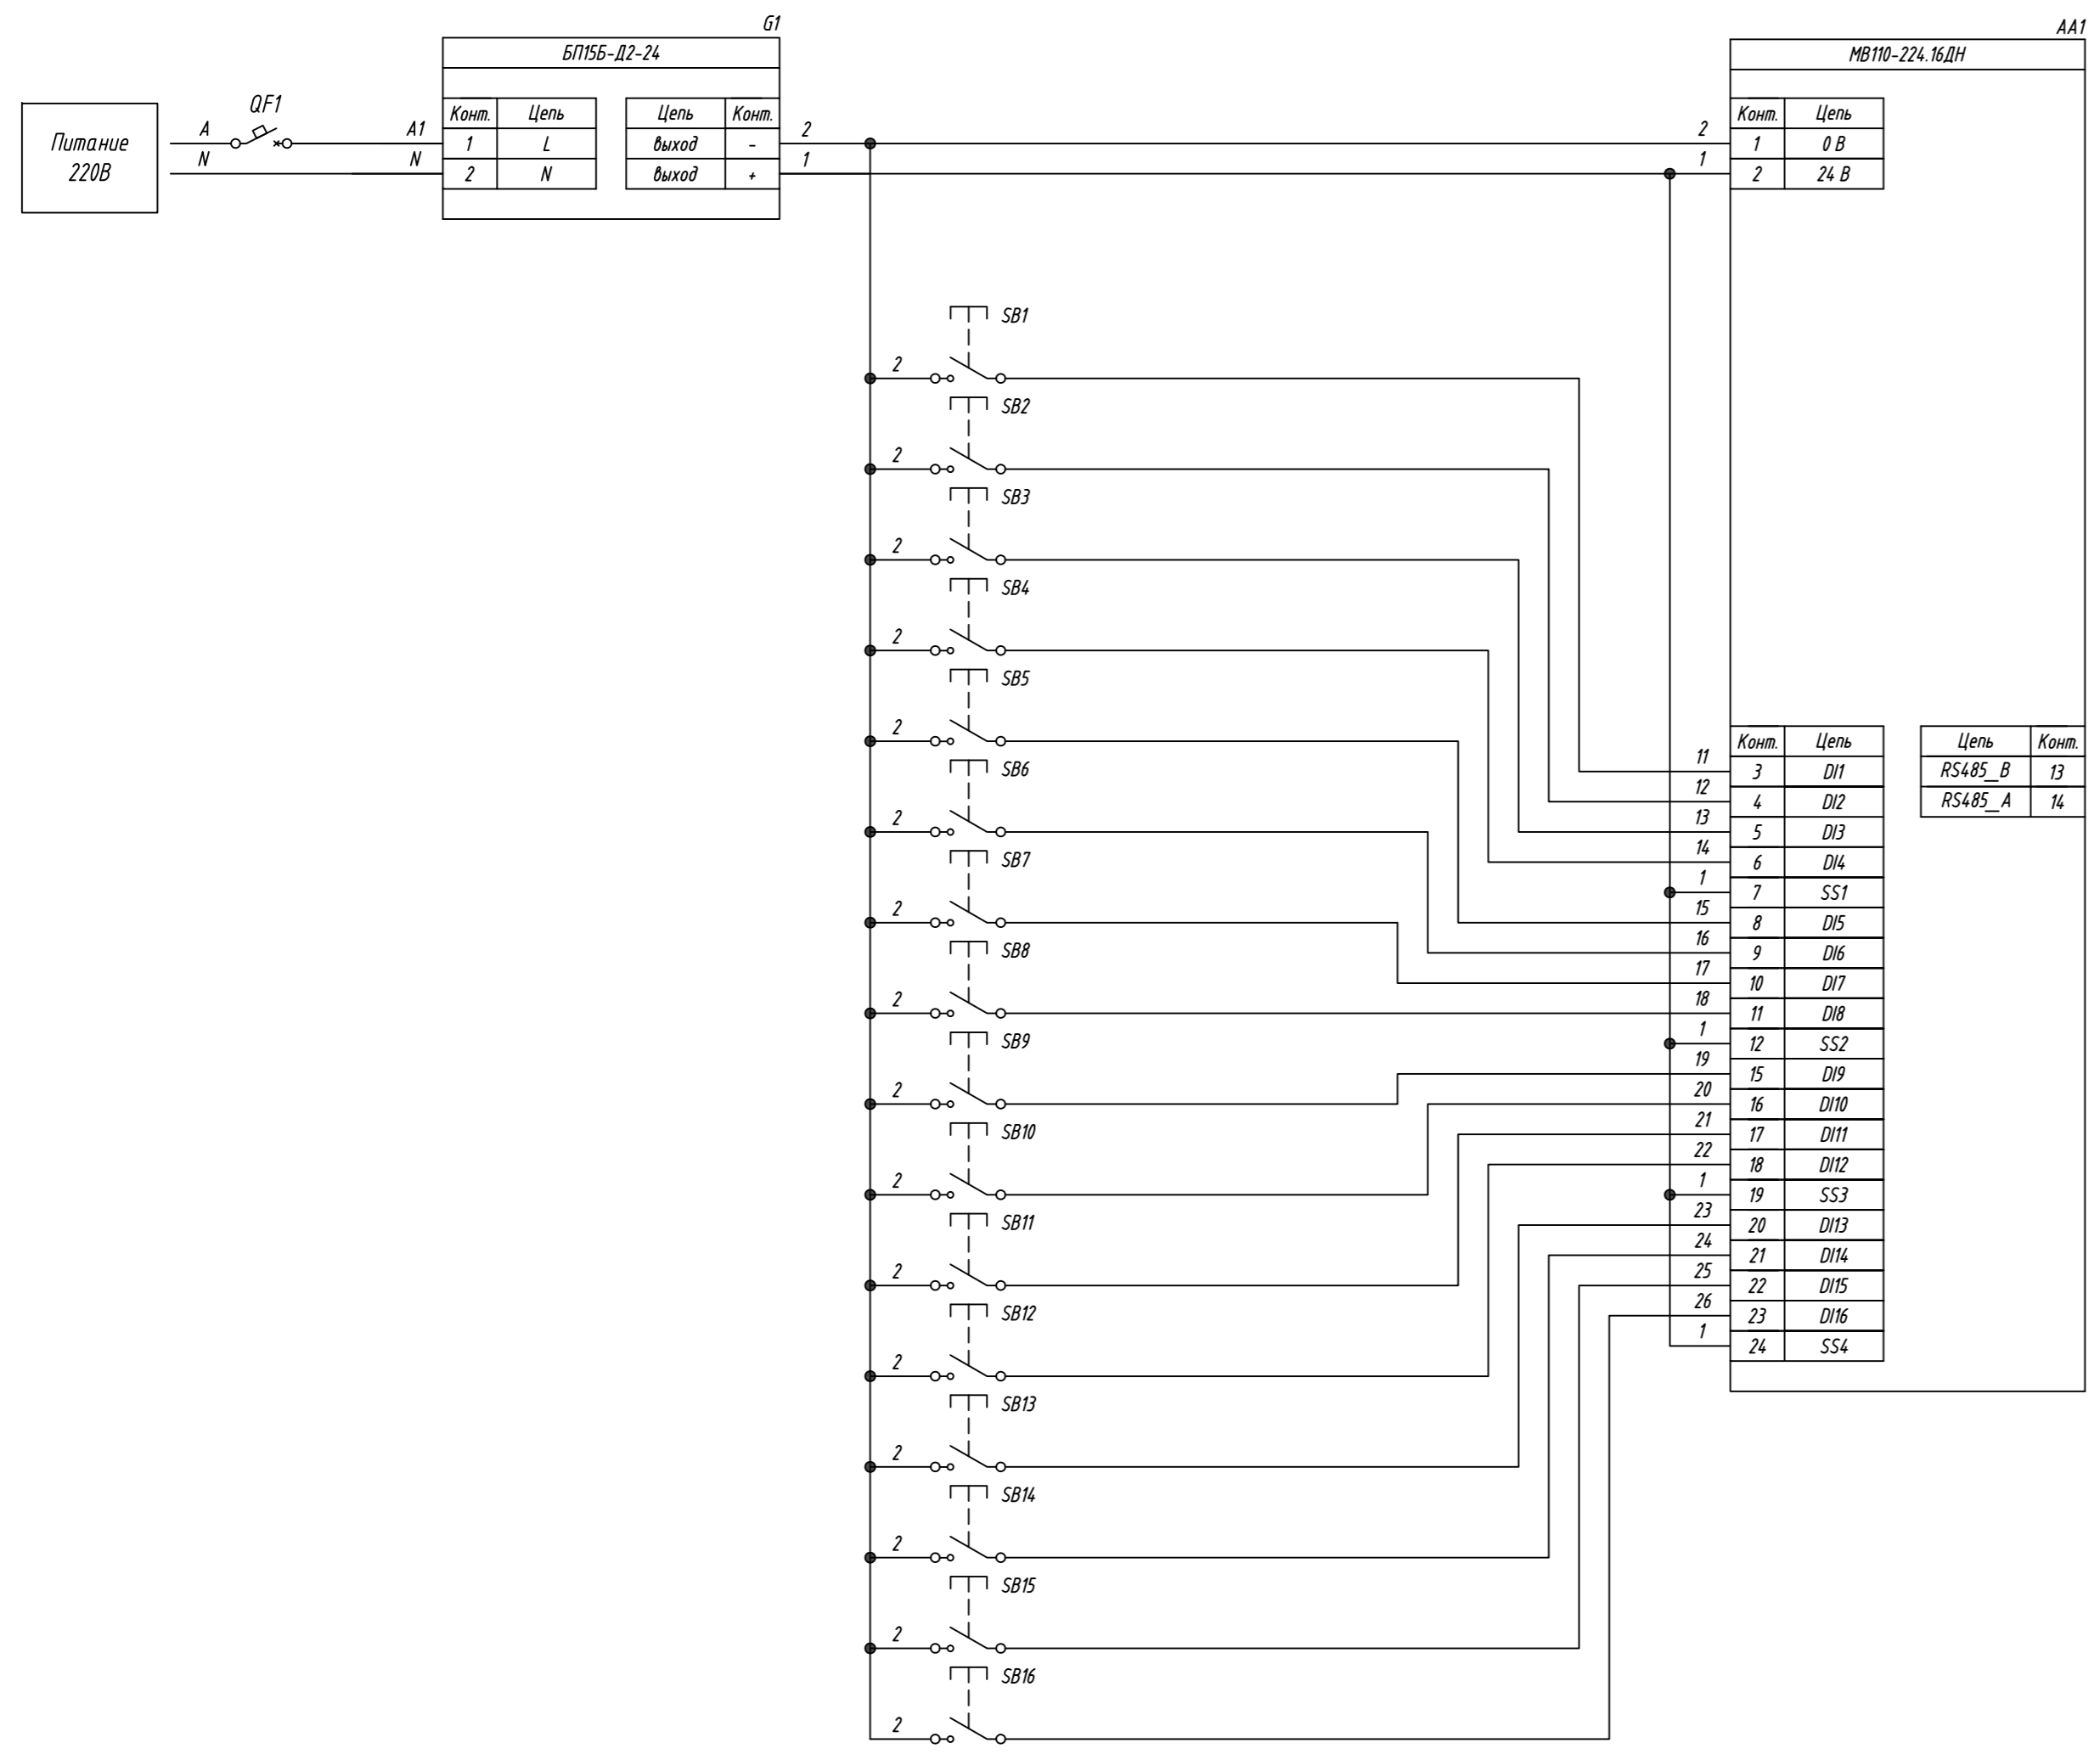 G1
БП15Б-Д2-24
AA1
МВ110-224.16ДН
Питание
220В
QF1
A
A1
N
N
Конт. Цепь
1 L
2 N
Цепь Конт.
выход -
выход +
2
1
2
1
Конт. Цепь
1 0 В
2 24 В
SB1
2
SB2
2
SB3
2
SB4
2
SB5
2
SB6
2
SB7
2
SB8
2
SB9
2
SB10
2
SB11
2
SB12
2
SB13
2
SB14
2
SB15
2
SB16
2
Конт. Цепь
11 3 DI1
12 4 DI2
13 5 DI3
14 6 DI4
1 7 SS1
15 8 DI5
16 9 DI6
17 10 DI7
18 11 DI8
1 12 SS2
19 15 DI9
20 16 DI10
21 17 DI11
22 18 DI12
1 19 SS3
23 20 DI13
24 21 DI14
25 22 DI15
26 23 DI16
1 24 SS4
Цепь Конт.
RS485_B 13
RS485_A 14